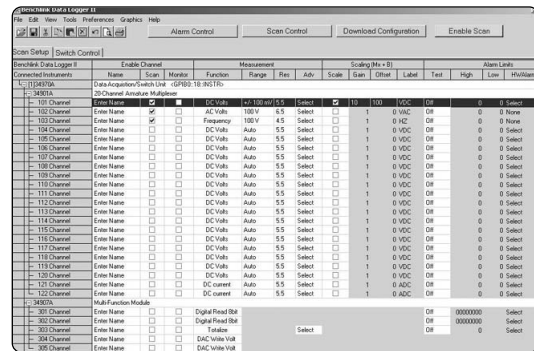 Benchlink Data Logger II
File Edit View Tools Preferences Graphics Help
Alarm Control Scan Control Download Configuration Enable Scan
Scan Setup Switch Control
Benchlink Data Logger II Enable Channel Measurement Scaling (Mx + B) Alarm Limits
Connected Instruments Name Scan Monitor Function Range Res Adv Scale Gain Offset Label Test High Low HWAlarm
[1]34970A Data Acquisition/Switch Unit <GPIB0::18::INSTR>
34901A 20-Channel Armature Multiplexer
101 Channel Enter Name DC Volts +/- 100 mV 5.5 Select 10 100 VDC Off 0 0 Select
102 Channel Enter Name AC Volts 100 V 6.5 Select 1 0 VAC Off 0 0 None
103 Channel Enter Name Frequency 100 V 4.5 Select 1 0 HZ Off 0 0 None
104 Channel Enter Name DC Volts Auto 5.5 Select 1 0 VDC Off 0 0 Select
105 Channel Enter Name DC Volts Auto 5.5 Select 1 0 VDC Off 0 0 Select
106 Channel Enter Name DC Volts Auto 5.5 Select 1 0 VDC Off 0 0 Select
107 Channel Enter Name DC Volts Auto 5.5 Select 1 0 VDC Off 0 0 Select
108 Channel Enter Name DC Volts Auto 5.5 Select 1 0 VDC Off 0 0 Select
109 Channel Enter Name DC Volts Auto 5.5 Select 1 0 VDC Off 0 0 Select
110 Channel Enter Name DC Volts Auto 5.5 Select 1 0 VDC Off 0 0 Select
111 Channel Enter Name DC Volts Auto 5.5 Select 1 0 VDC Off 0 0 Select
112 Channel Enter Name DC Volts Auto 5.5 Select 1 0 VDC Off 0 0 Select
113 Channel Enter Name DC Volts Auto 5.5 Select 1 0 VDC Off 0 0 Select
114 Channel Enter Name DC Volts Auto 5.5 Select 1 0 VDC Off 0 0 Select
115 Channel Enter Name DC Volts Auto 5.5 Select 1 0 VDC Off 0 0 Select
116 Channel Enter Name DC Volts Auto 5.5 Select 1 0 VDC Off 0 0 Select
117 Channel Enter Name DC Volts Auto 5.5 Select 1 0 VDC Off 0 0 Select
118 Channel Enter Name DC Volts Auto 5.5 Select 1 0 VDC Off 0 0 Select
119 Channel Enter Name DC Volts Auto 5.5 Select 1 0 VDC Off 0 0 Select
120 Channel Enter Name DC Volts Auto 5.5 Select 1 0 VDC Off 0 0 Select
121 Channel Enter Name DC current Auto 5.5 Select 1 0 ADC Off 0 0 Select
122 Channel Enter Name DC current Auto 5.5 Select 1 0 ADC Off 0 0 Select
34907A Multi-Function Module
301 Channel Enter Name Digital Read 8bit Off 00000000 Select
302 Channel Enter Name Digital Read 8bit Off 00000000 Select
303 Channel Enter Name Totalize Select Off 0 Select
304 Channel Enter Name DAC Write Volt
305 Channel Enter Name DAC Write Volt